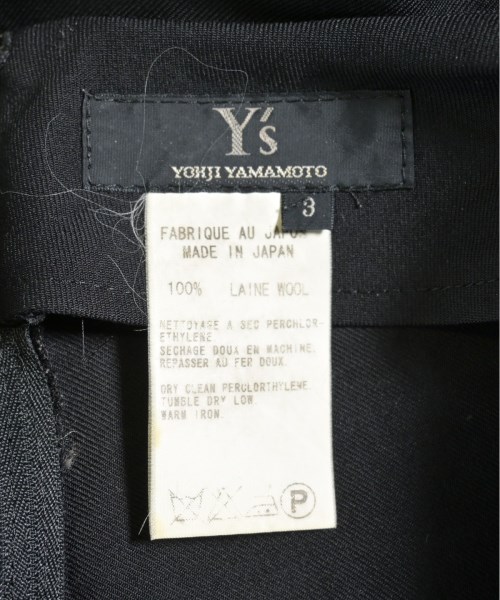 Y's
YOHJI YAMAMOTO
3
FABRIQUE AU JAPON
MADE IN JAPAN
100% LAINE WOOL
NETTOYAGE A SEC PERCHLOR-
ETHYLENE.
SECHAGE DOUX EN MACHINE.
REPASSER AU FER DOUX.
DRY CLEAN PERCLORTHYLENE.
TUMBLE DRY LOW.
WARM IRON.
P